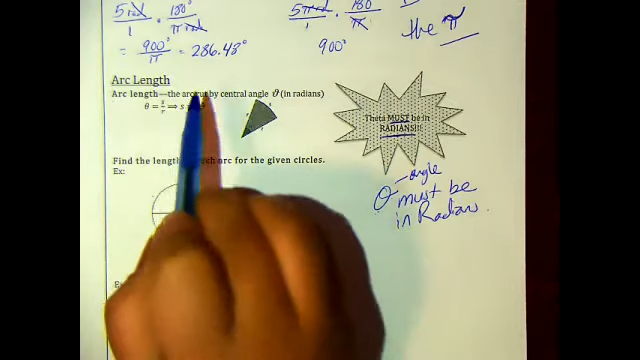 5 rad / 1 · 180° / π rad
= 900° / π = 286.48°
5π rad / 1 · 180 / π
900°
the π
Arc Length
Arc length—the arc cut by central angle θ (in radians)
θ = s/r ⟹ s
Theta MUST be in
RADIANS!!!
θ – angle
must be
in Radians.
Find the length arc for the given circles.
Ex: